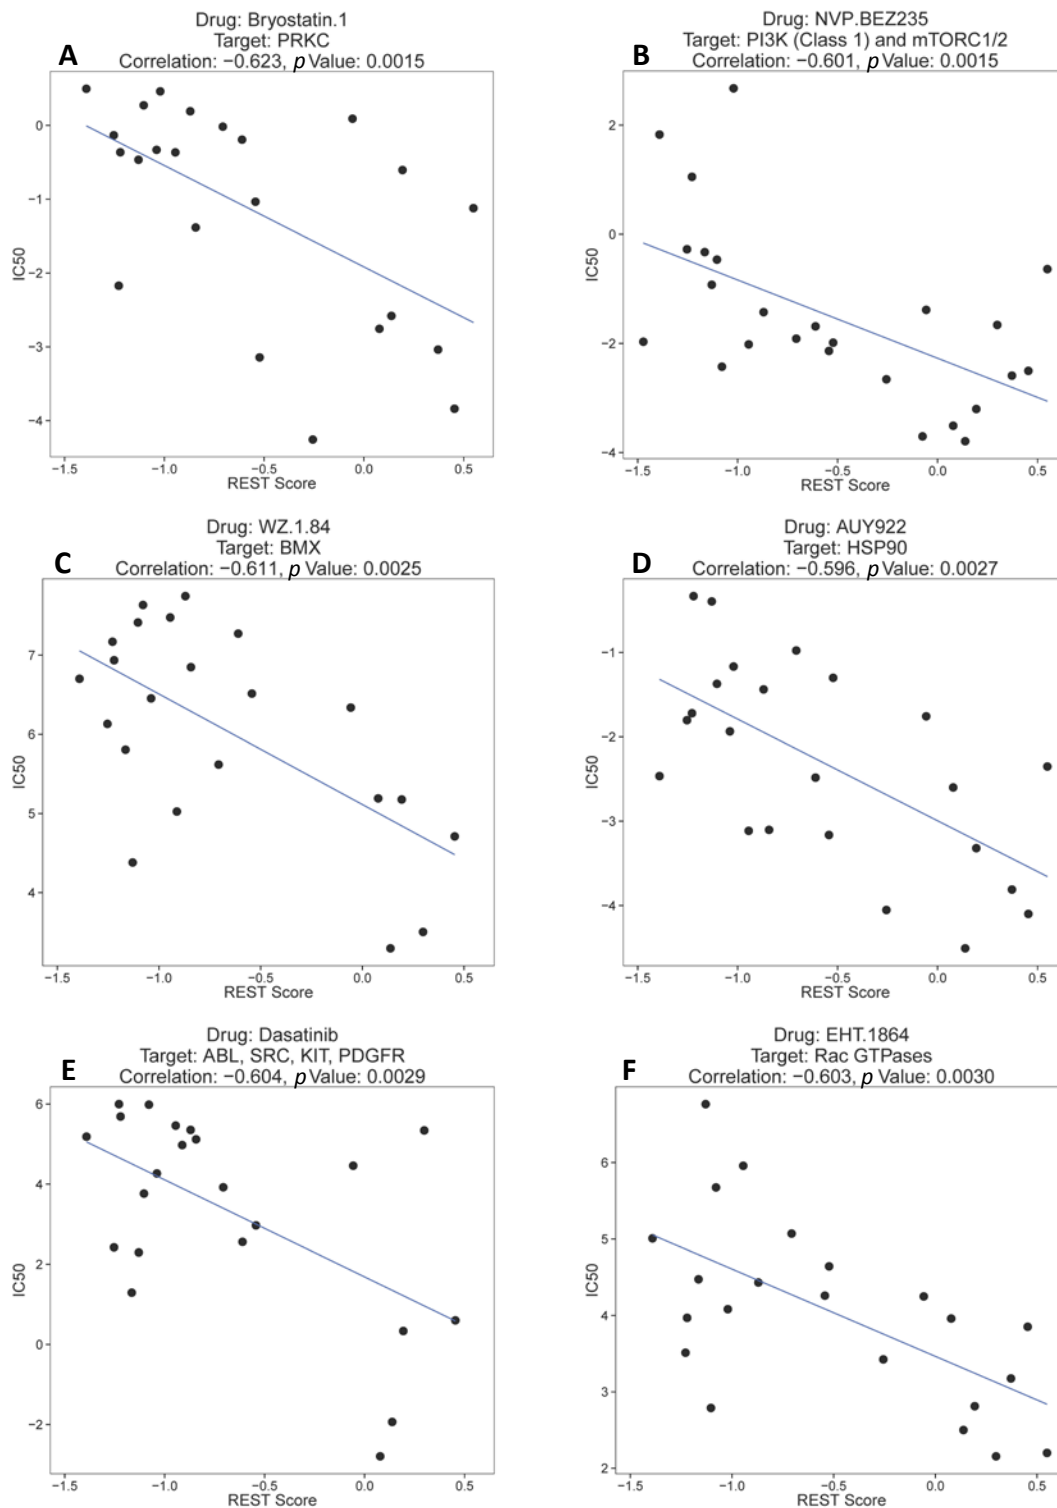 Drug: Bryostatin.1
Target: PRKC
A Correlation: −0.623, p Value: 0.0015
0
−1
−2
−3
−4
IC50
−1.5 −1.0 −0.5 0.0 0.5
REST Score
Drug: NVP.BEZ235
Target: PI3K (Class 1) and mTORC1/2
B Correlation: −0.601, p Value: 0.0015
2
0
−2
−4
IC50
−1.5 −1.0 −0.5 0.0 0.5
REST Score
Drug: WZ.1.84
Target: BMX
C Correlation: −0.611, p Value: 0.0025
7
6
5
4
IC50
−1.5 −1.0 −0.5 0.0 0.5
REST Score
Drug: AUY922
Target: HSP90
D Correlation: −0.596, p Value: 0.0027
−1
−2
−3
−4
IC50
−1.5 −1.0 −0.5 0.0 0.5
REST Score
Drug: Dasatinib
Target: ABL, SRC, KIT, PDGFR
E Correlation: −0.604, p Value: 0.0029
6
4
2
0
−2
IC50
−1.5 −1.0 −0.5 0.0 0.5
REST Score
Drug: EHT.1864
Target: Rac GTPases
F Correlation: −0.603, p Value: 0.0030
6
5
4
3
2
IC50
−1.5 −1.0 −0.5 0.0 0.5
REST Score